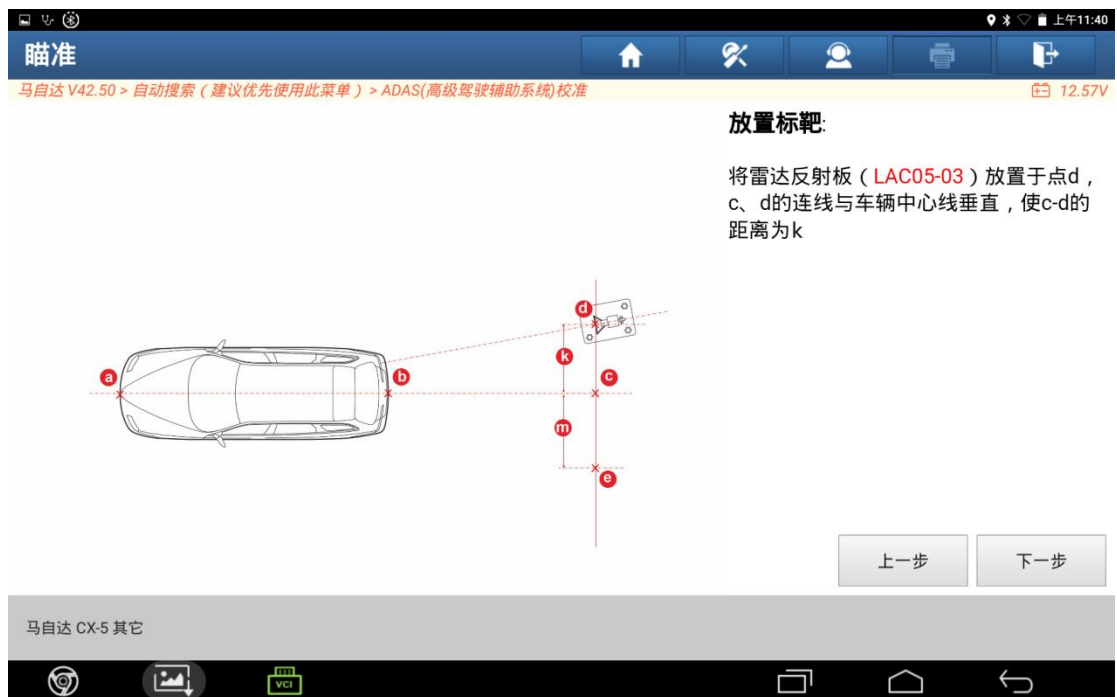 上午11:40
瞄准
马自达 V42.50 > 自动搜索（建议优先使用此菜单）> ADAS(高级驾驶辅助系统)校准
12.57V
放置标靶:
将雷达反射板（LAC05-03）放置于点d，
c、d的连线与车辆中心线垂直，使c-d的
距离为k
d
k
a
b
c
m
e
上一步
下一步
马自达 CX-5 其它
VCI